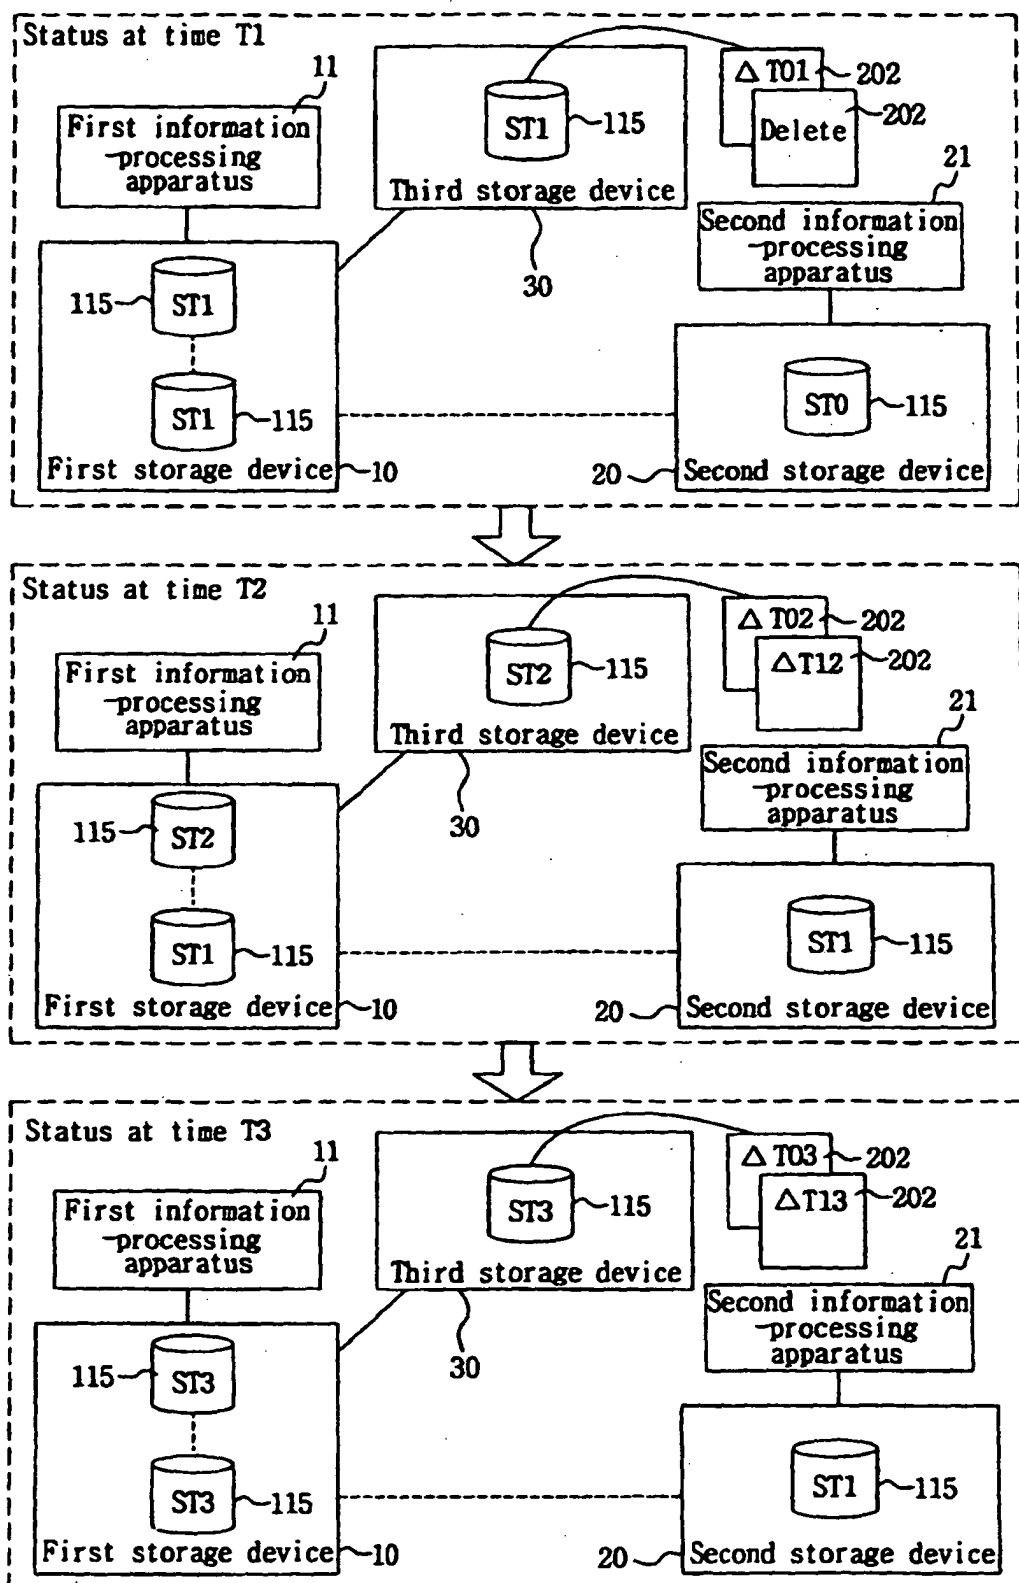 Status at time T1
11
First information
-processing
apparatus
ST1
115
Third storage device
30
△ T01
202
Delete
202
21
Second information
-processing
apparatus
115
ST1
ST1
115
First storage device
10
ST0
115
20
Second storage device
Status at time T2
11
First information
-processing
apparatus
ST2
115
Third storage device
30
△ T02
202
△T12
202
21
Second information
-processing
apparatus
115
ST2
ST1
115
First storage device
10
ST1
115
20
Second storage device
Status at time T3
11
First information
-processing
apparatus
ST3
115
Third storage device
30
△ T03
202
△T13
202
21
Second information
-processing
apparatus
115
ST3
ST3
115
First storage device
10
ST1
115
20
Second storage device